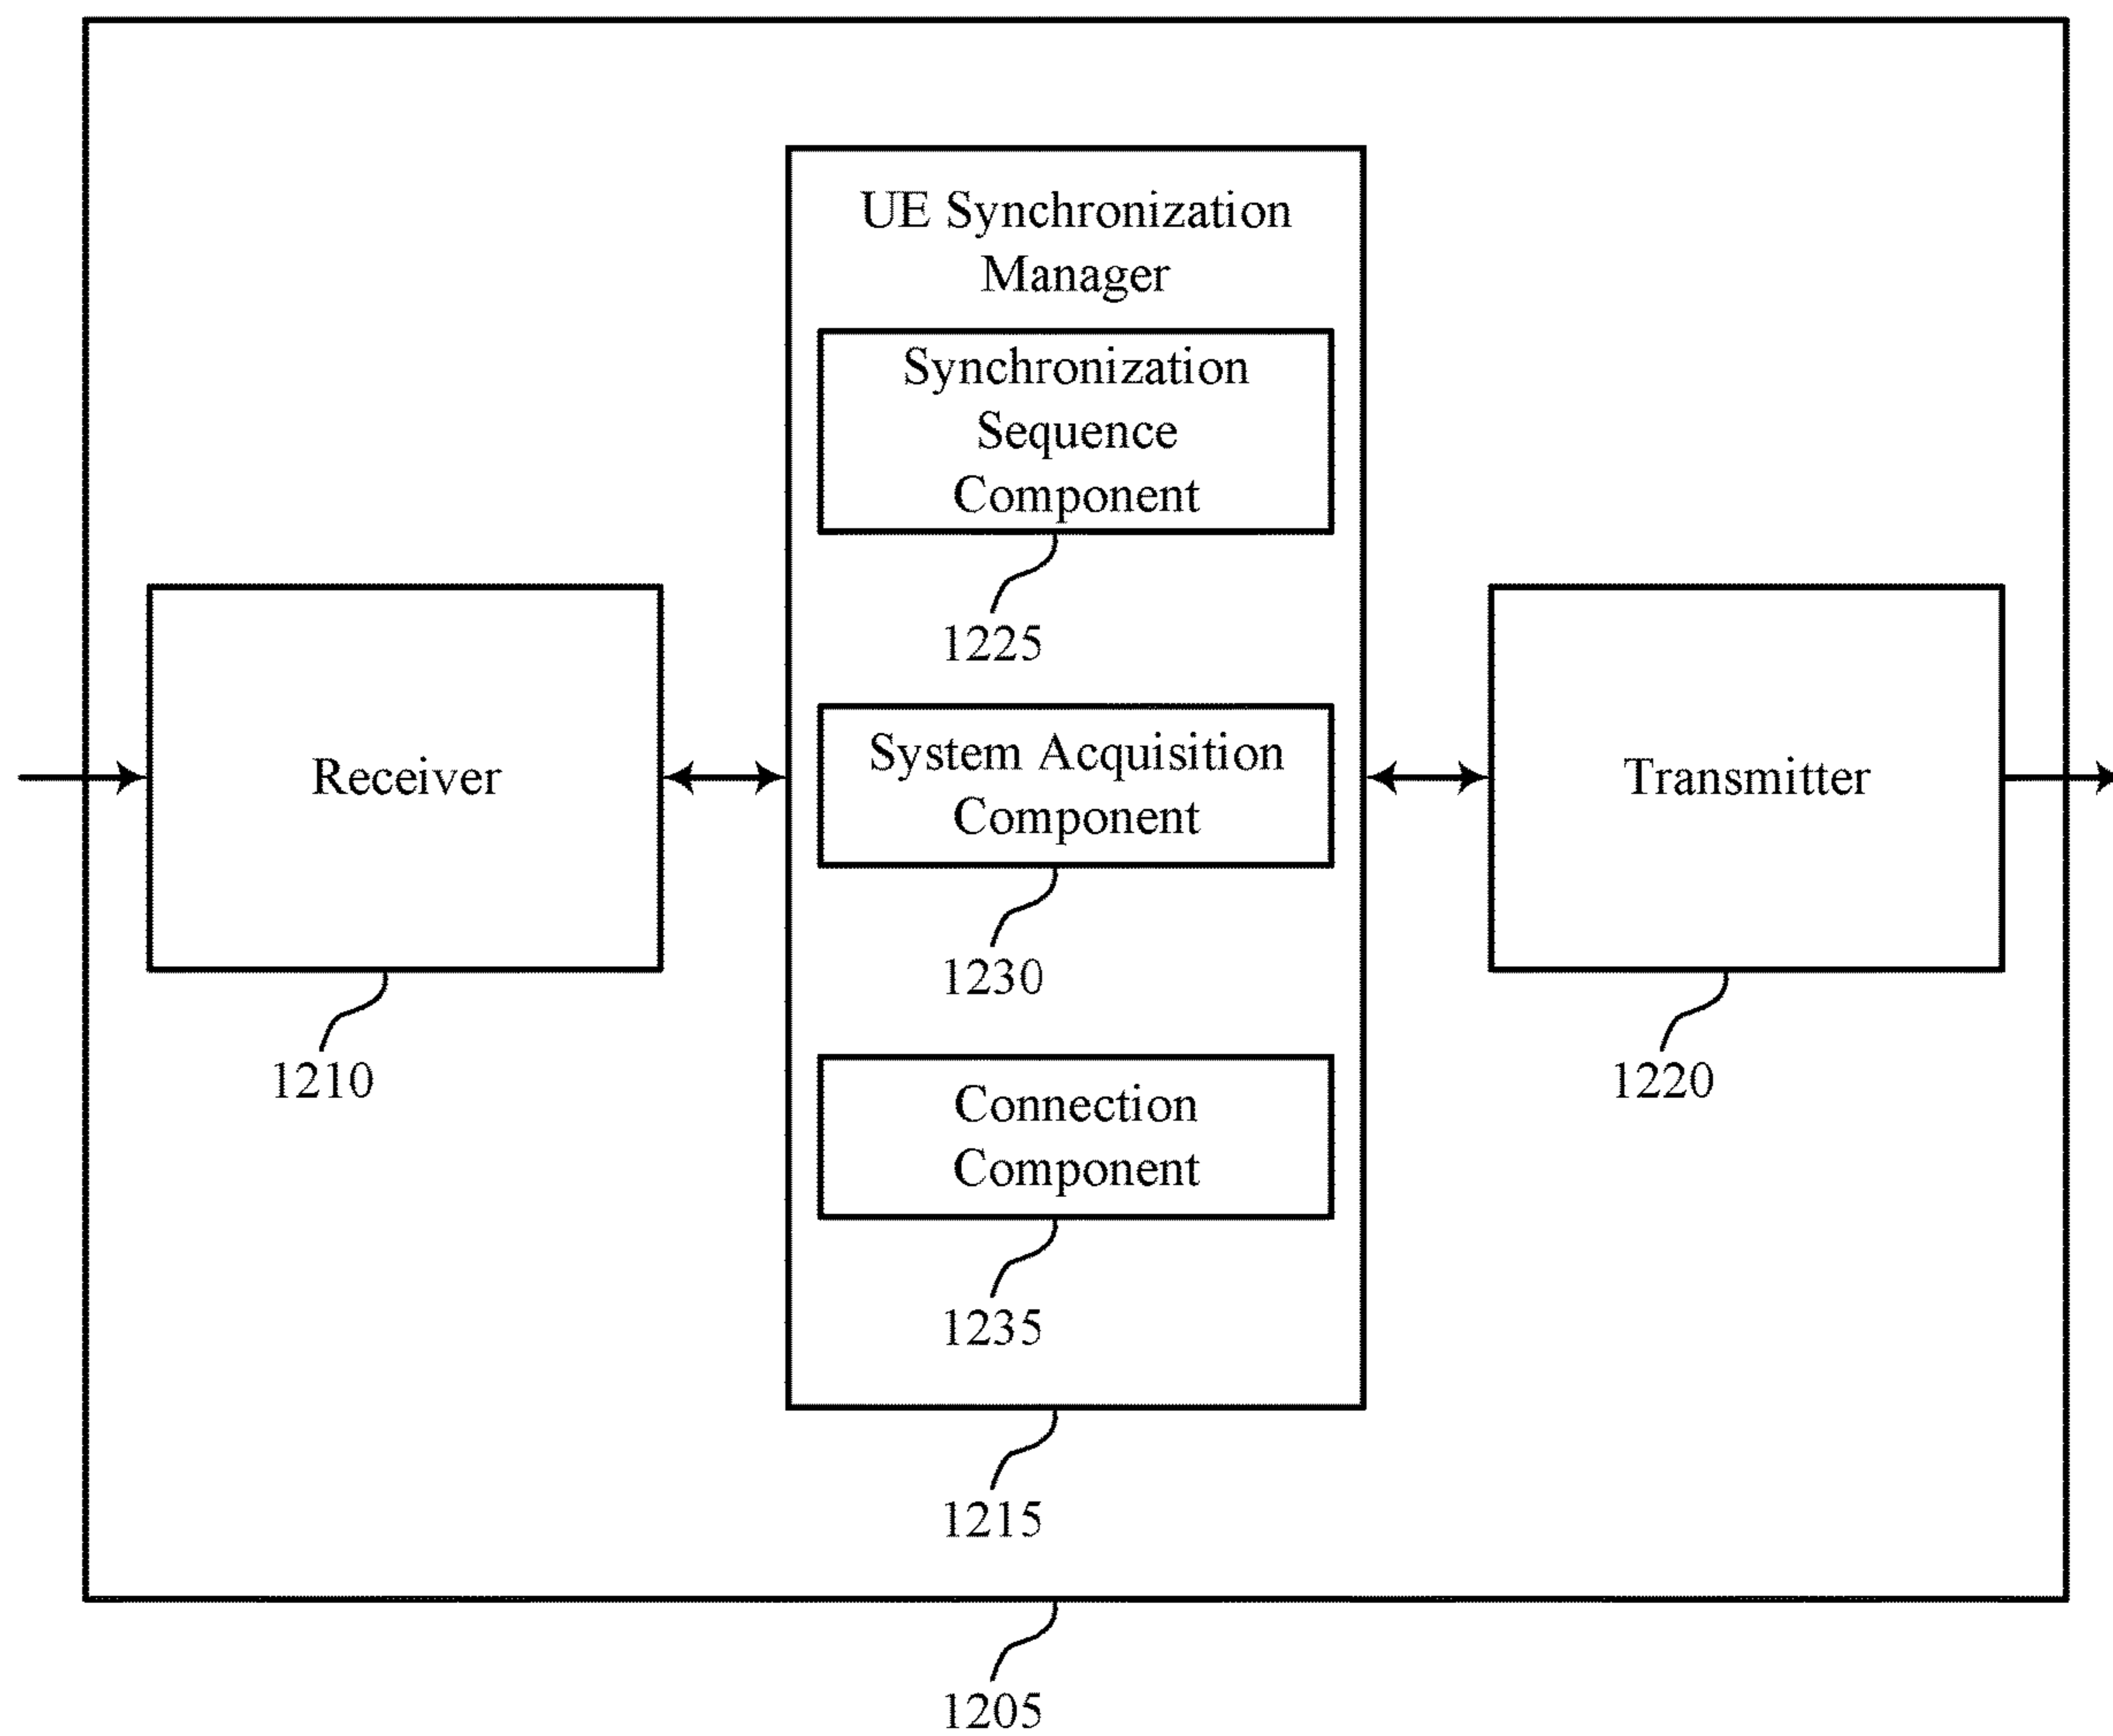 UE Synchronization
Manager
Synchronization
Sequence
Component
1225
Receiver
1210
System Acquisition
Component
1230
Transmitter
1220
Connection
Component
1235
1215
1205